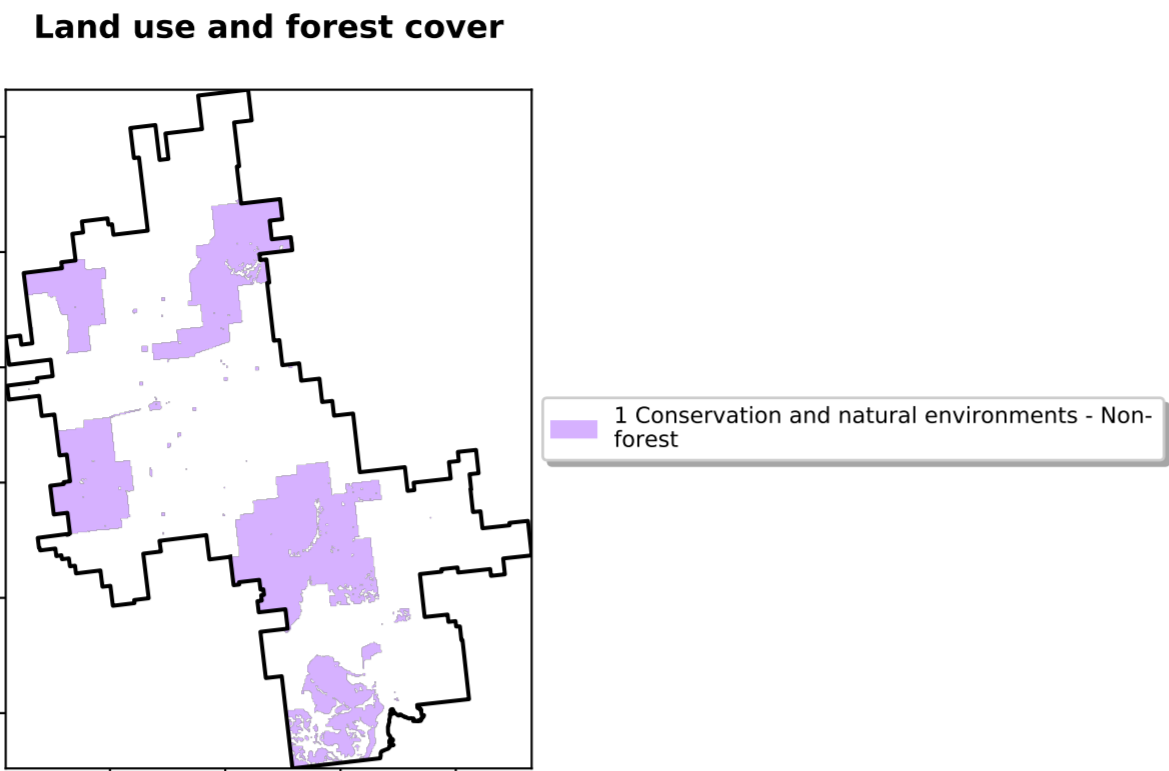 Land use and forest cover
1 Conservation and natural environments - Non-
forest